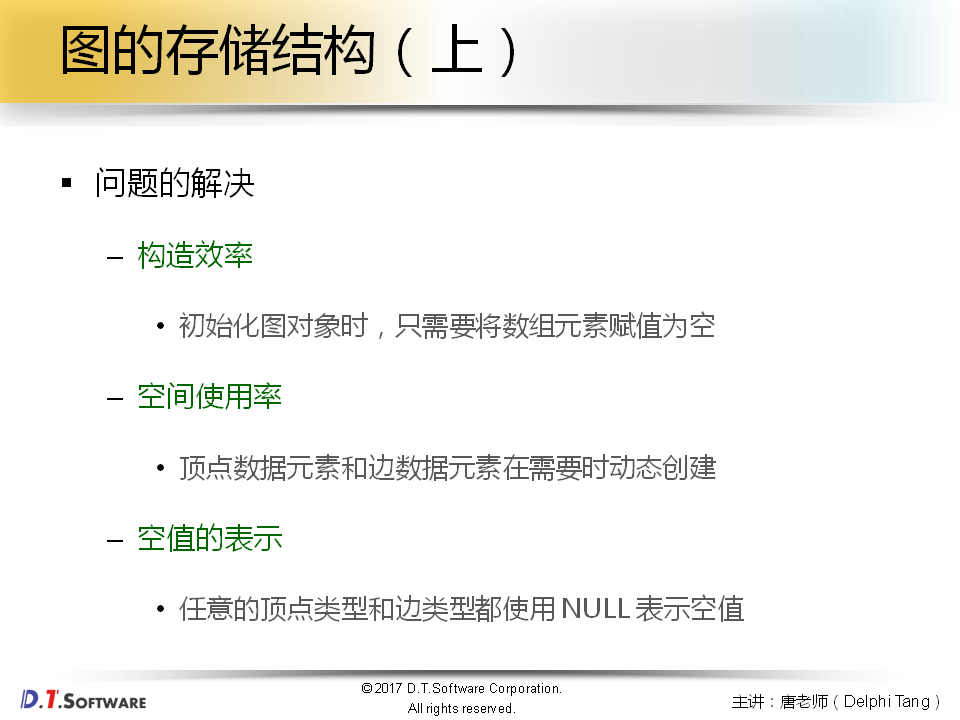 图的存储结构（上）
▪ 问题的解决
– 构造效率
• 初始化图对象时，只需要将数组元素赋值为空
– 空间使用率
• 顶点数据元素和边数据元素在需要时动态创建
– 空值的表示
• 任意的顶点类型和边类型都使用 NULL 表示空值
D.T.SOFTWARE
©2017 D.T.Software Corporation.
All rights reserved.
主讲：唐老师（Delphi Tang）